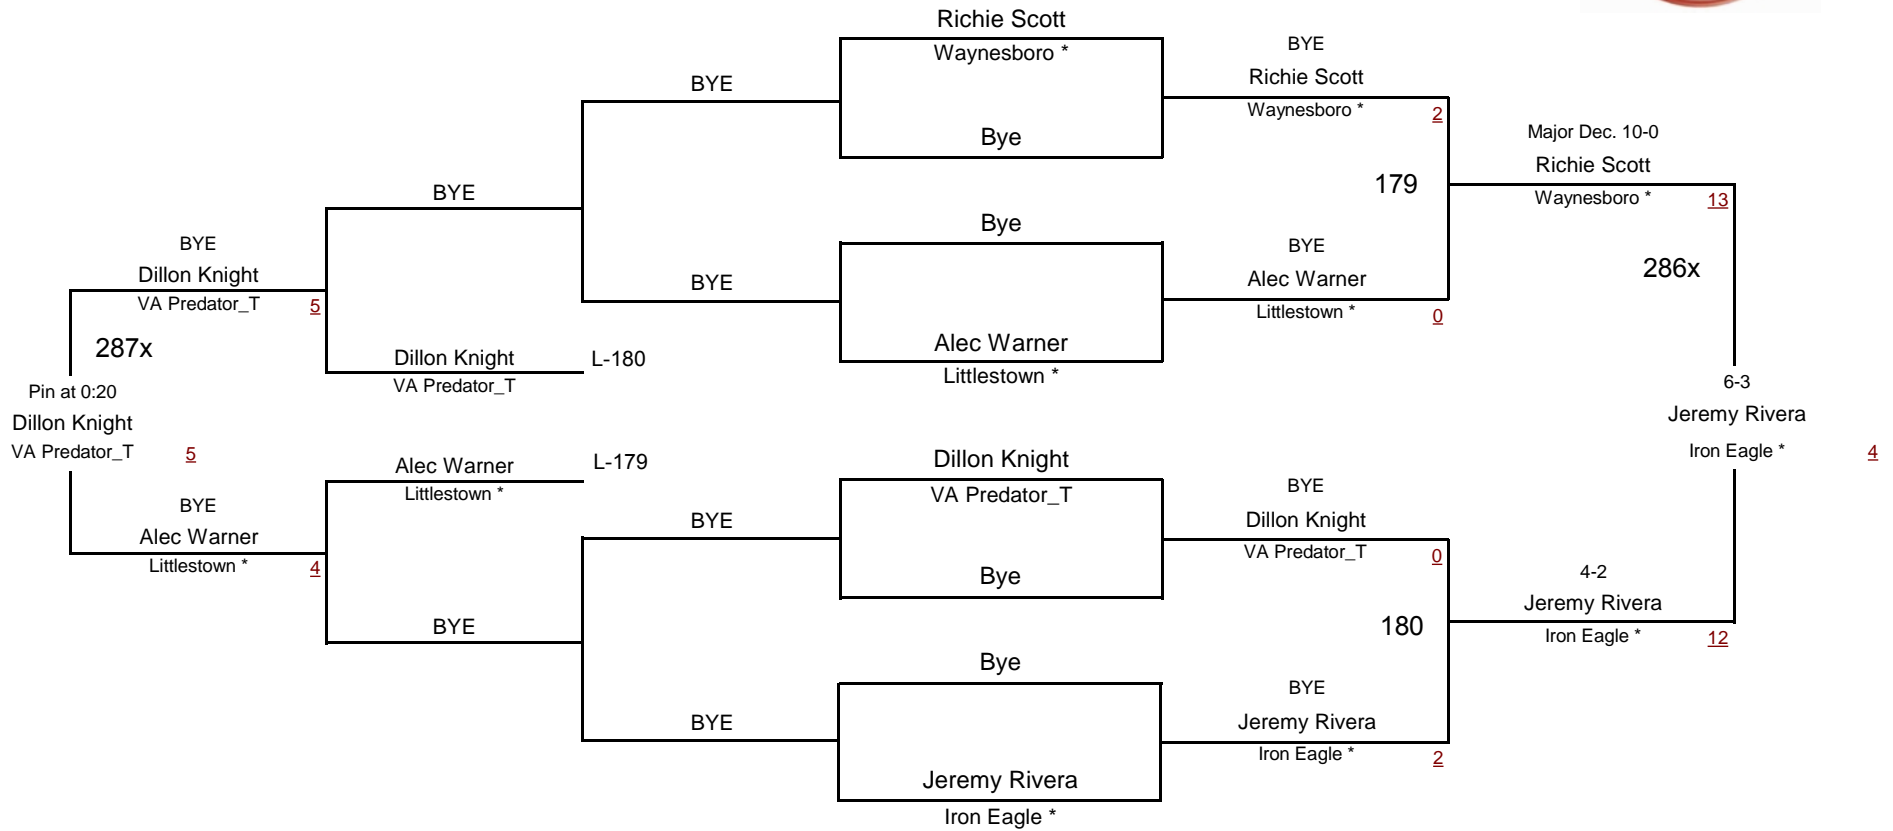 Richie Scott
Waynesboro *
BYE
BYE
Richie Scott
Waynesboro *
2
Bye
Major Dec. 10-0
Richie Scott
Waynesboro *
13
179
BYE
Bye
BYE
Alec Warner
Littlestown *
0
286x
BYE
Dillon Knight
VA Predator_T
5
BYE
Alec Warner
Littlestown *
287x
Dillon Knight
VA Predator_T
L-180
Pin at 0:20
Dillon Knight
VA Predator_T
5
6-3
Jeremy Rivera
Iron Eagle *
4
Alec Warner
Littlestown *
L-179
Dillon Knight
VA Predator_T
BYE
Dillon Knight
VA Predator_T
0
BYE
Alec Warner
Littlestown *
4
BYE
Bye
4-2
Jeremy Rivera
Iron Eagle *
12
BYE
180
Bye
BYE
Jeremy Rivera
Iron Eagle *
2
BYE
Jeremy Rivera
Iron Eagle *